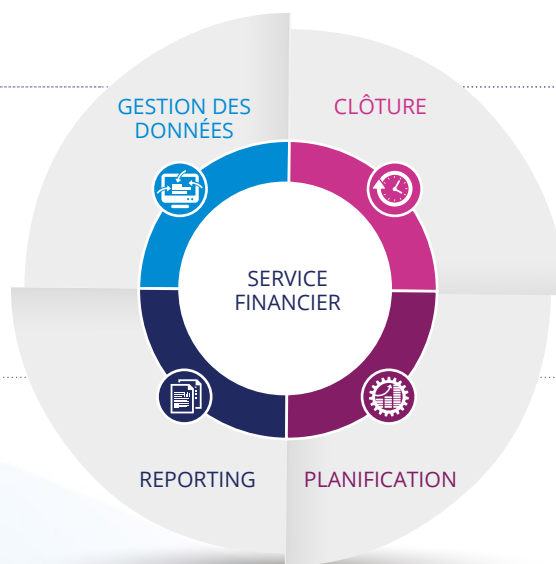 GESTION DES
DONNÉES
CLÔTURE
SERVICE
FINANCIER
REPORTING
PLANIFICATION